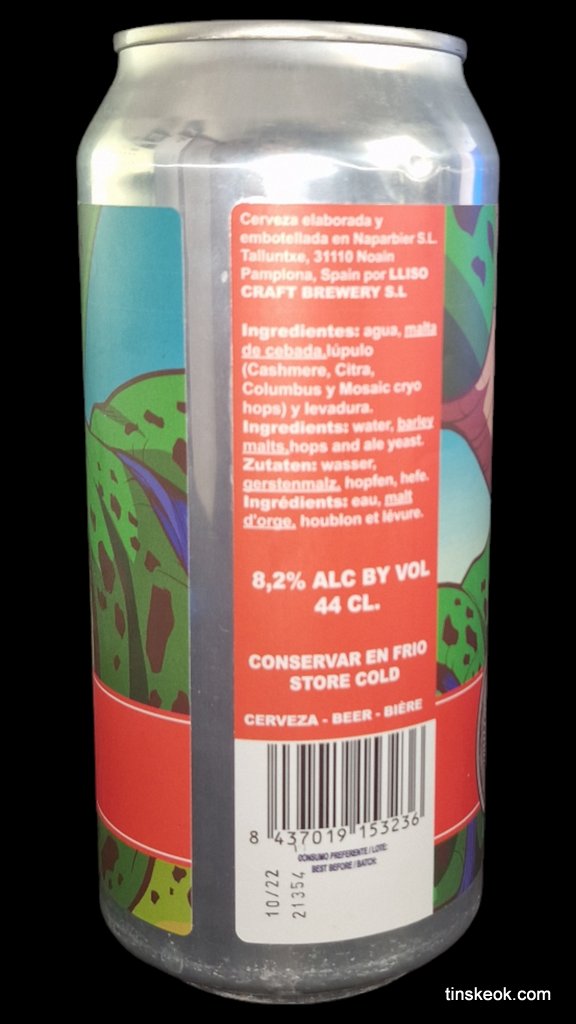 Cerveza elaborada y
embotellada en Naparbier S.L.
Talluntxe, 31110 Noain
Pamplona, Spain por LLISO
CRAFT BREWERY S.L
Ingredientes: agua, malta
de cebada,lúpulo
(Cashmere, Citra,
Columbus y Mosaic cryo
hops) y levadura.
Ingredients: water, barley
malts,hops and ale yeast.
Zutaten: wasser,
gerstenmalz, hopfen, hefe.
Ingrédients: eau, malt
d'orge, houblon et lévure.
8,2% ALC BY VOL
44 CL.
CONSERVAR EN FRIO
STORE COLD
CERVEZA - BEER - BIÈRE
8 437019 153236
CONSUMO PREFERENTE / LOTE:
BEST BEFORE / BATCH:
10/22
21354
tinskeok.com